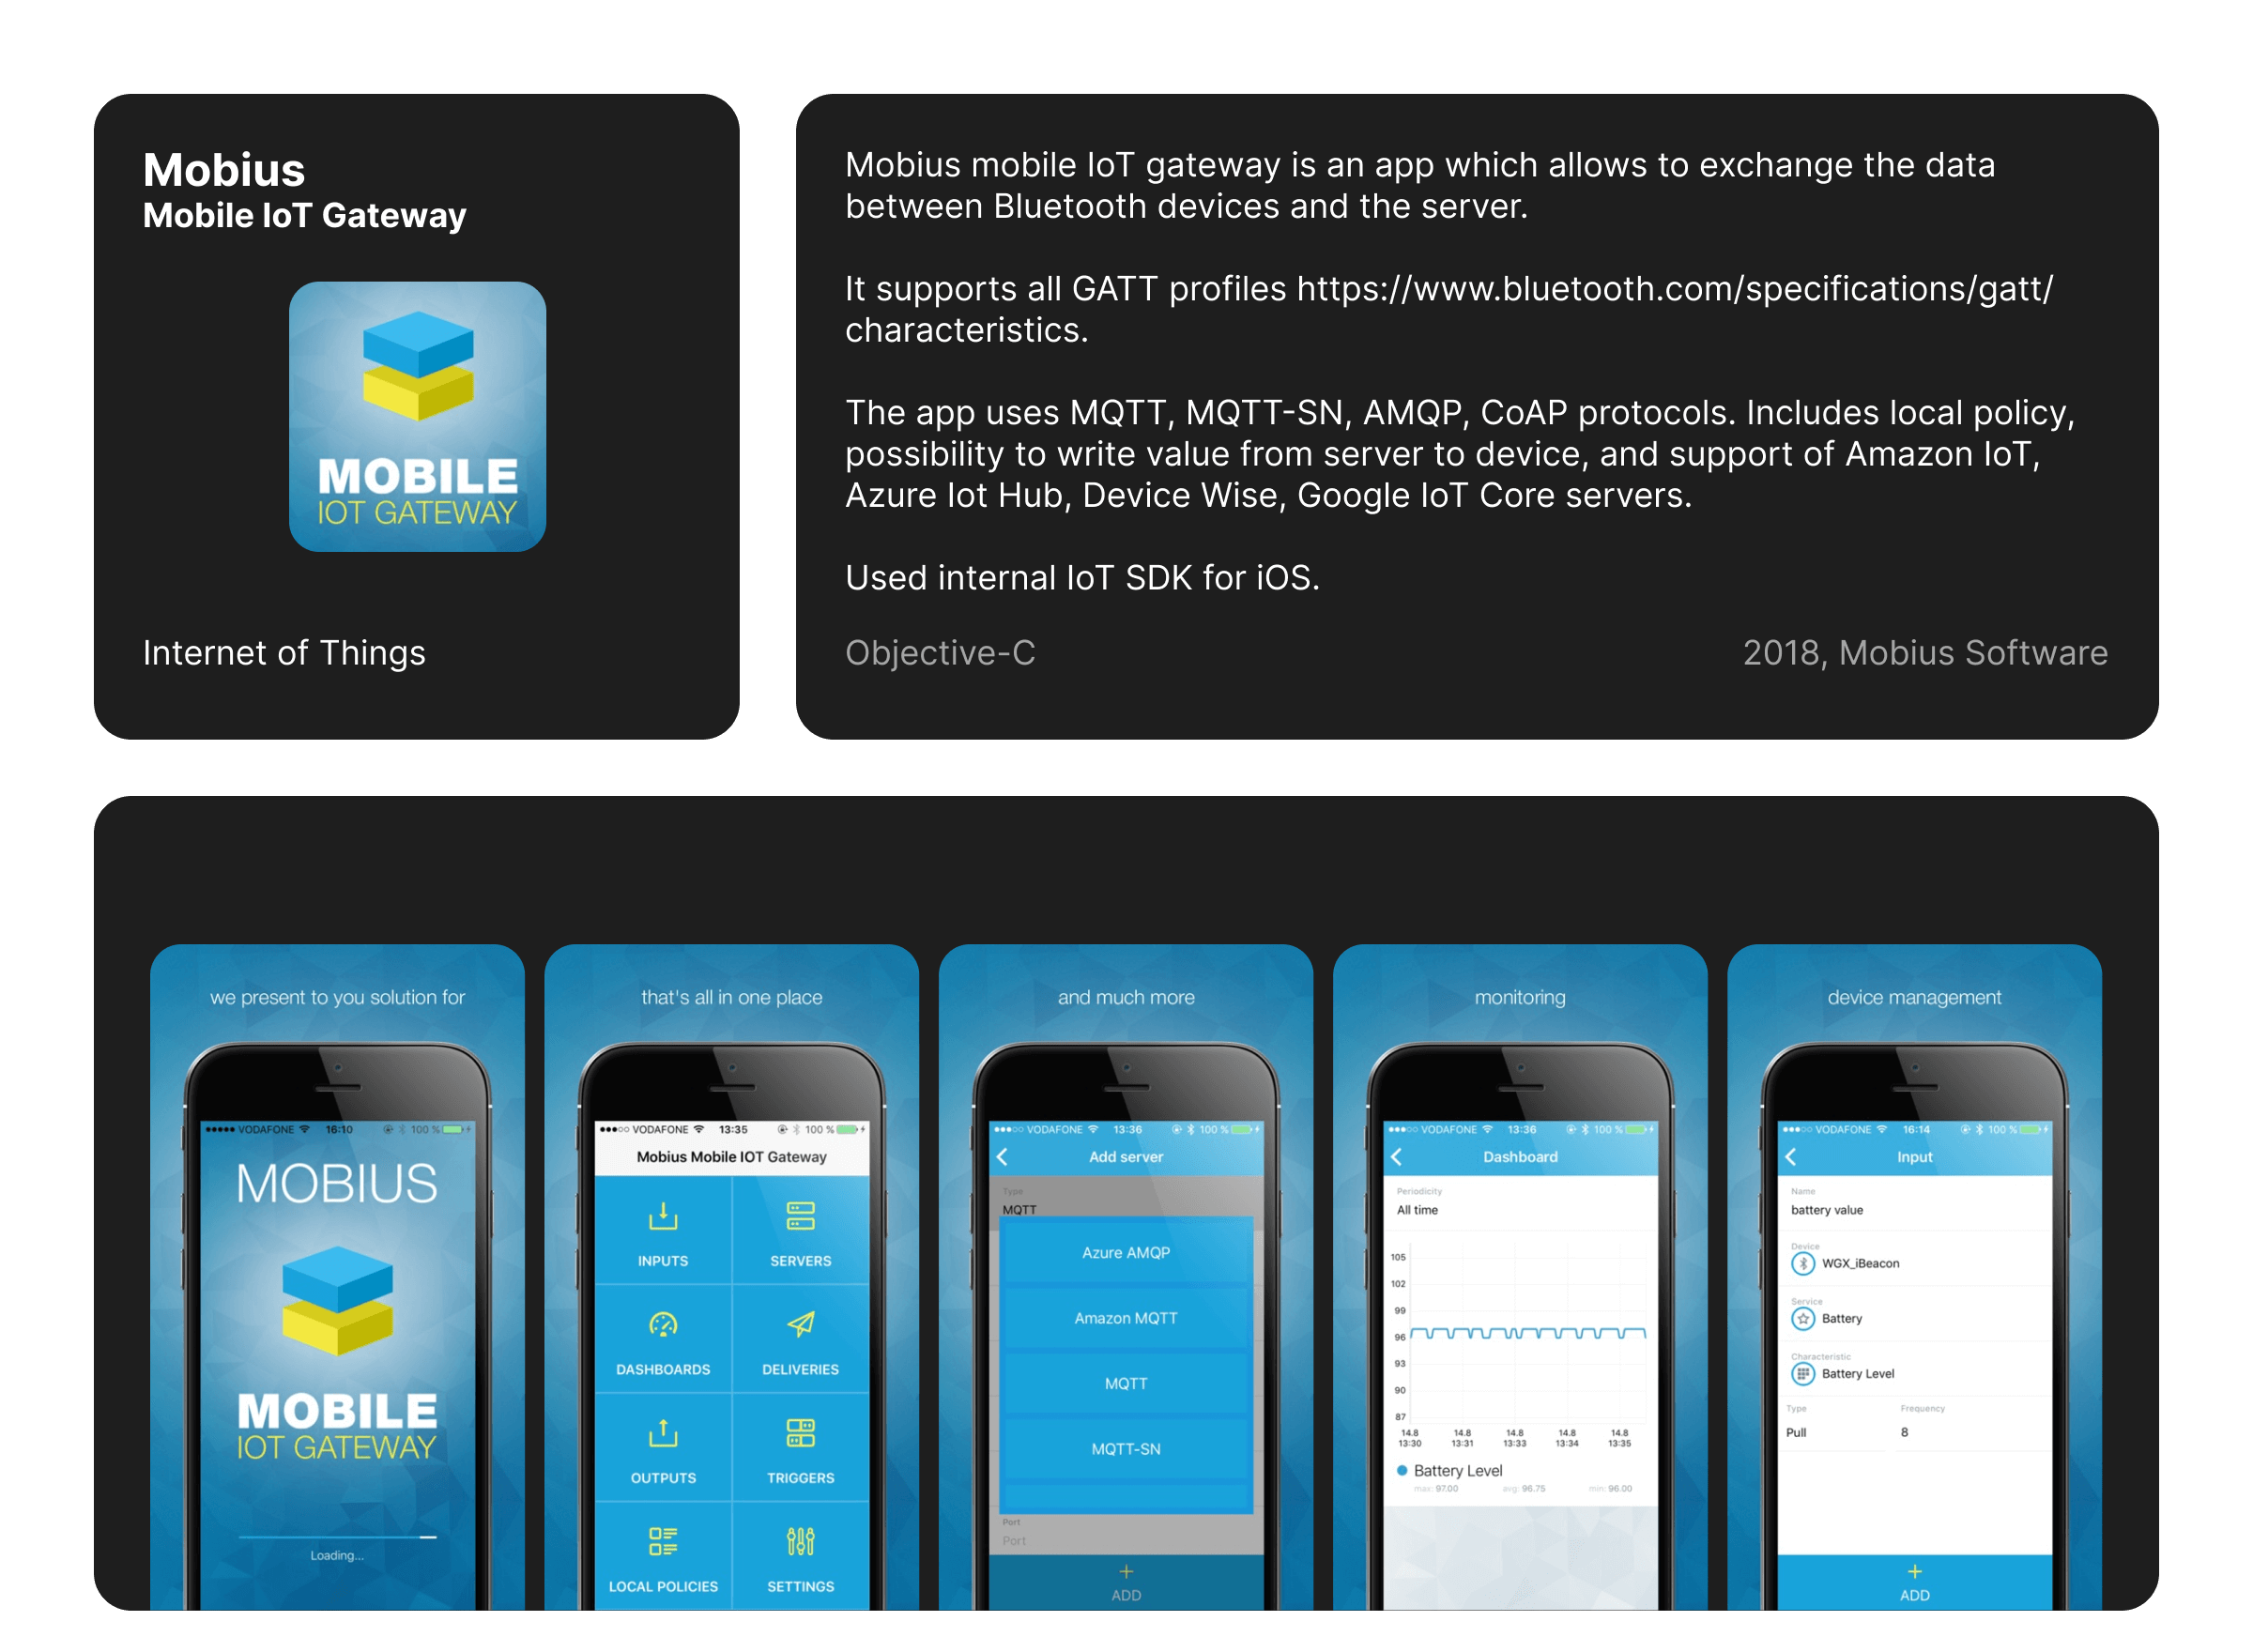 Mobius
Mobile IoT Gateway
MOBILE
IOT GATEWAY
Internet of Things
Mobius mobile IoT gateway is an app which allows to exchange the data
between Bluetooth devices and the server.
It supports all GATT profiles https://www.bluetooth.com/specifications/gatt/
characteristics.
The app uses MQTT, MQTT-SN, AMQP, CoAP protocols. Includes local policy,
possibility to write value from server to device, and support of Amazon IoT,
Azure Iot Hub, Device Wise, Google IoT Core servers.
Used internal IoT SDK for iOS.
Objective-C
2018, Mobius Software
we present to you solution for
VODAFONE 16:10 100 %
MOBIUS
MOBILE
IOT GATEWAY
Loading...
that's all in one place
VODAFONE 13:35 100 %
Mobius Mobile IOT Gateway
INPUTS SERVERS
DASHBOARDS DELIVERIES
OUTPUTS TRIGGERS
LOCAL POLICIES SETTINGS
and much more
VODAFONE 13:36 100 %
Add server
Type
MQTT
Azure AMQP
Amazon MQTT
MQTT
MQTT-SN
Port
Port
+
ADD
monitoring
VODAFONE 13:36 100 %
Dashboard
Periodicity
All time
105
102
99
96
93
90
87
14.8 14.8 14.8 14.8 14.8
13:30 13:31 13:33 13:34 13:35
Battery Level
max: 97.00 avg: 96.75 min: 96.00
device management
VODAFONE 16:14 100 %
Input
Name
battery value
Device
WGX_iBeacon
Service
Battery
Characteristic
Battery Level
Type Frequency
Pull 8
+
ADD